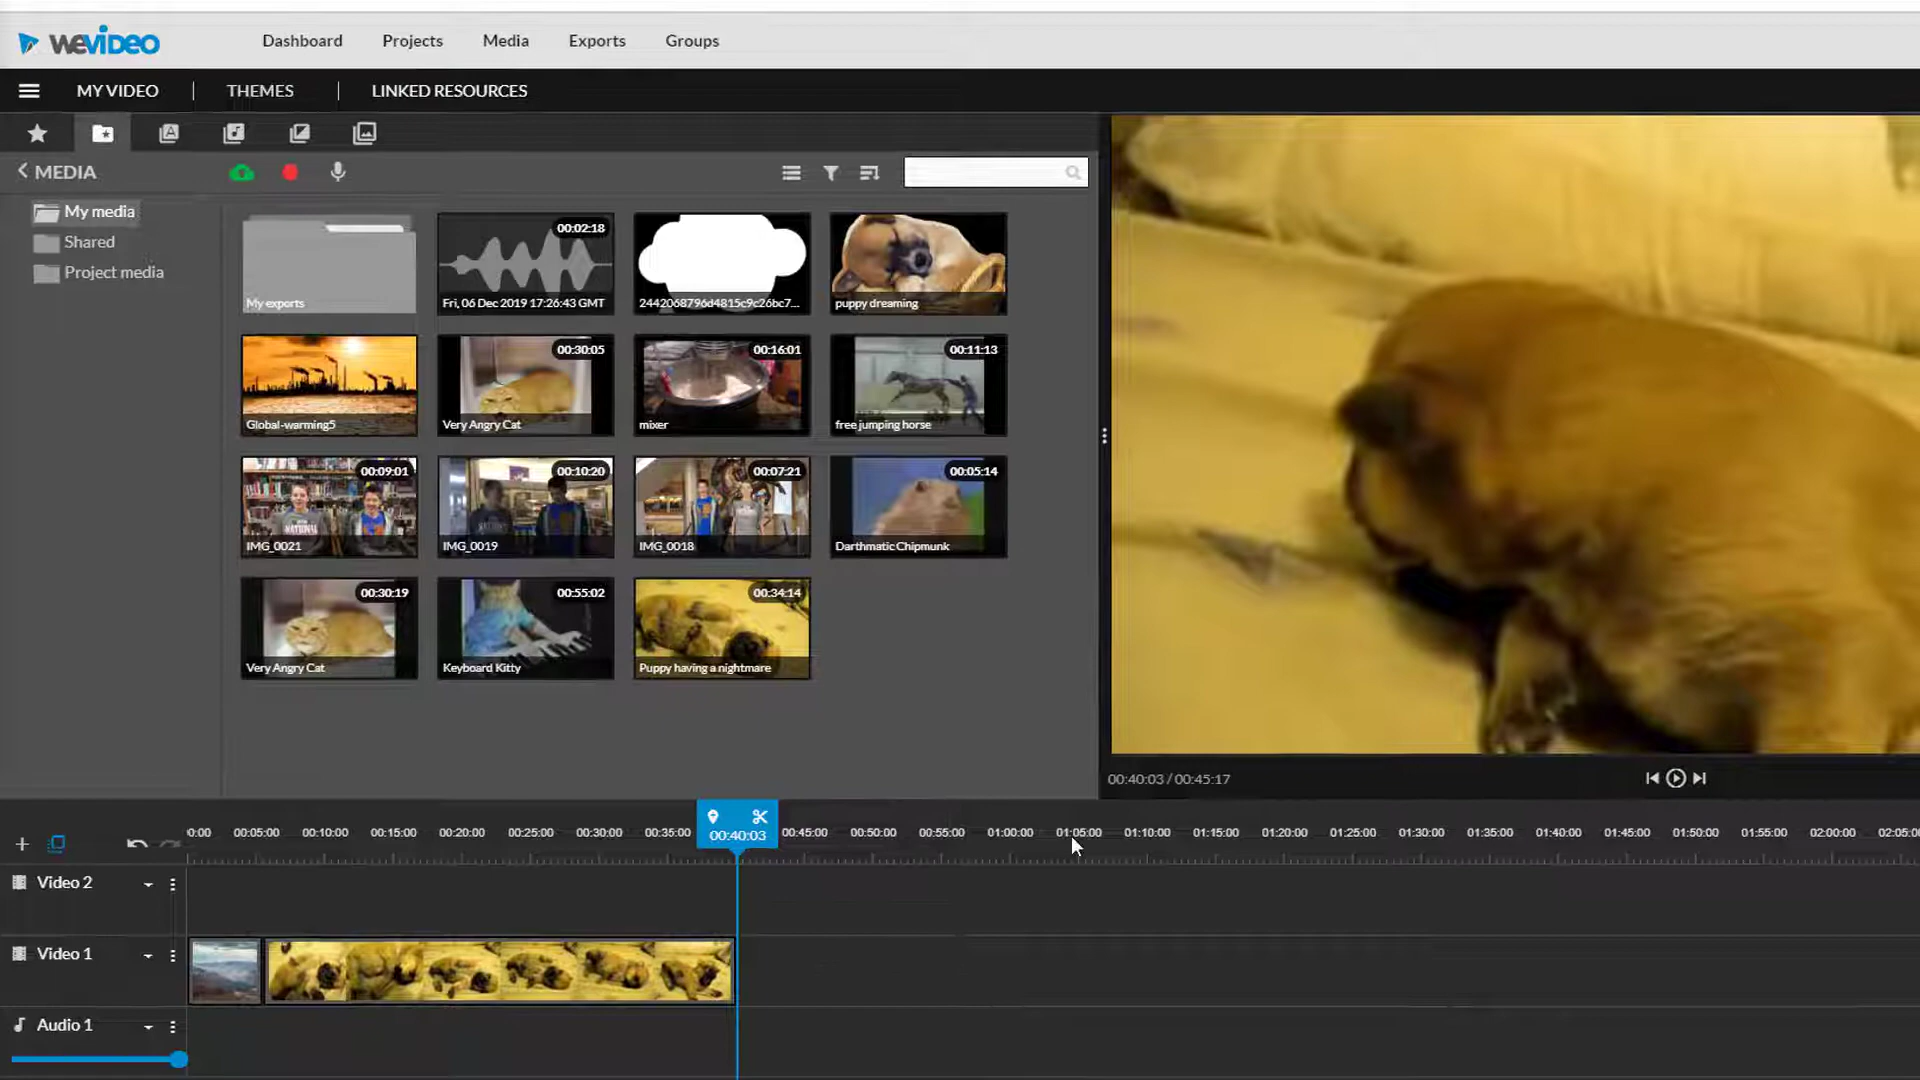 WEVIDEO
Dashboard Projects Media Exports Groups
MY VIDEO | THEMES | LINKED RESOURCES
MEDIA
My media
Shared
Project media
My exports
00:02:18
Fri, 06 Dec 2019 17:26:43 GMT
2442068796d4815c9c26bc7...
puppy dreaming
Global-warming5
00:30:05
Very Angry Cat
00:16:01
mixer
00:11:13
free jumping horse
00:09:01
NATIONAL
IMG_0021
00:10:20
IMG_0019
00:07:21
IMG_0018
00:05:14
Darthmatic Chipmunk
00:30:19
Very Angry Cat
00:55:02
Keyboard Kitty
00:34:14
Puppy having a nightmare
00:40:03 / 00:45:17
0:00 00:05:00 00:10:00 00:15:00 00:20:00 00:25:00 00:30:00 00:35:00 00:40:03 00:45:00 00:50:00 00:55:00 01:00:00 01:05:00 01:10:00 01:15:00 01:20:00 01:25:00 01:30:00 01:35:00 01:40:00 01:45:00 01:50:00 01:55:00 02:00:00 02:05:00
Video 2
Video 1
Audio 1